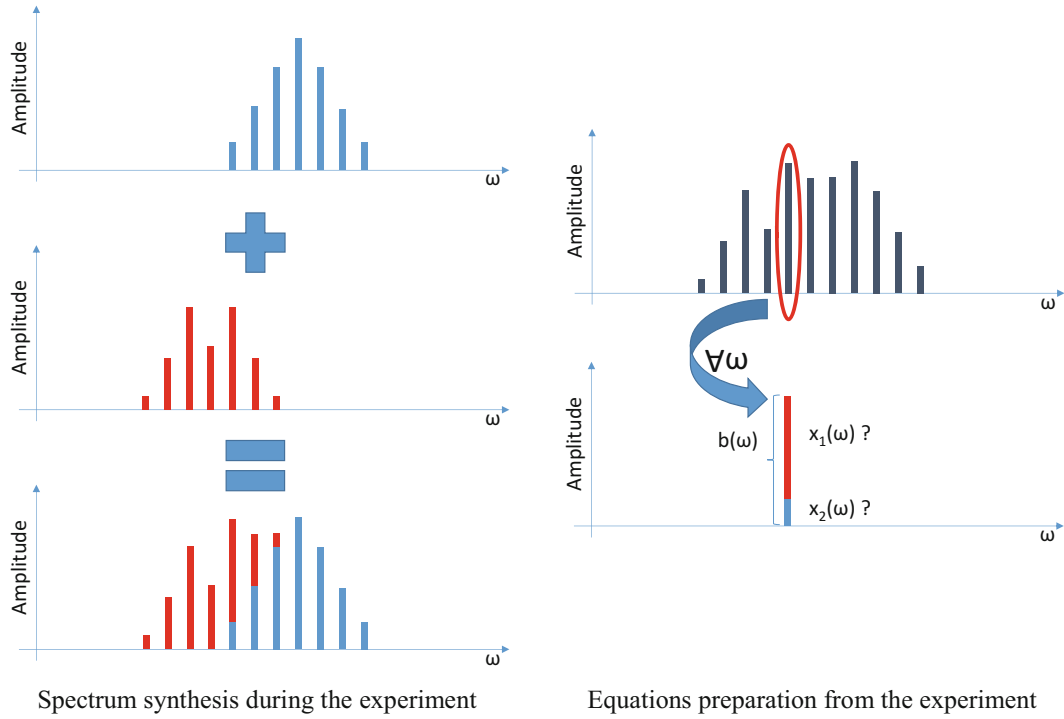 Amplitude
ω
Amplitude
ω
Amplitude
ω
Spectrum synthesis during the experiment
Amplitude
ω
∀ω
b(ω)
x₁(ω) ?
x₂(ω) ?
Amplitude
ω
Equations preparation from the experiment